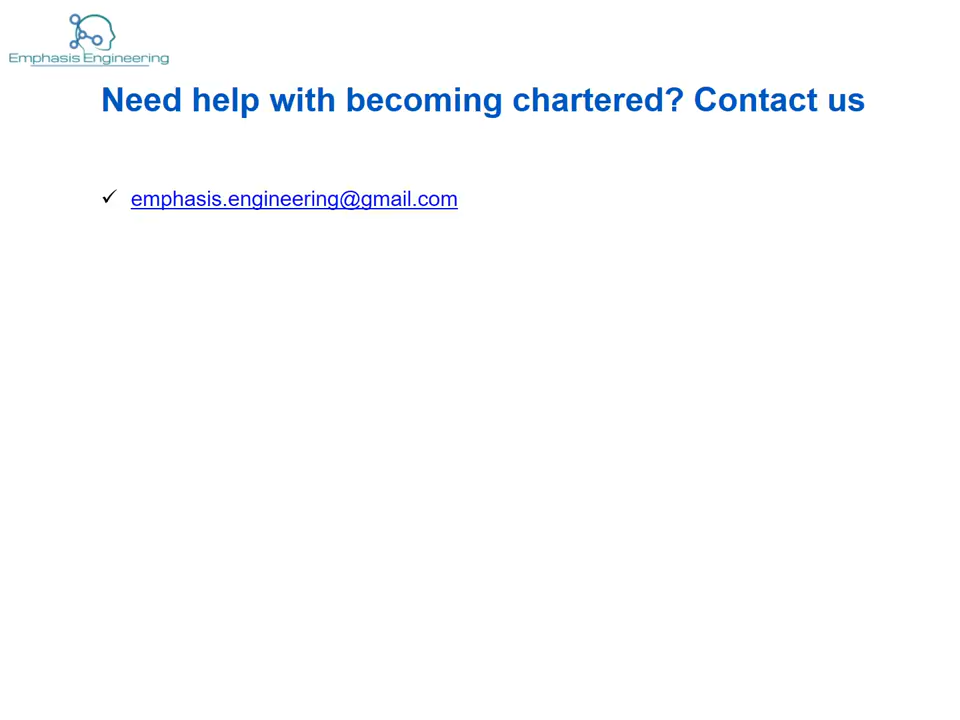 Emphasis Engineering
Need help with becoming chartered? Contact us
✓ emphasis.engineering@gmail.com